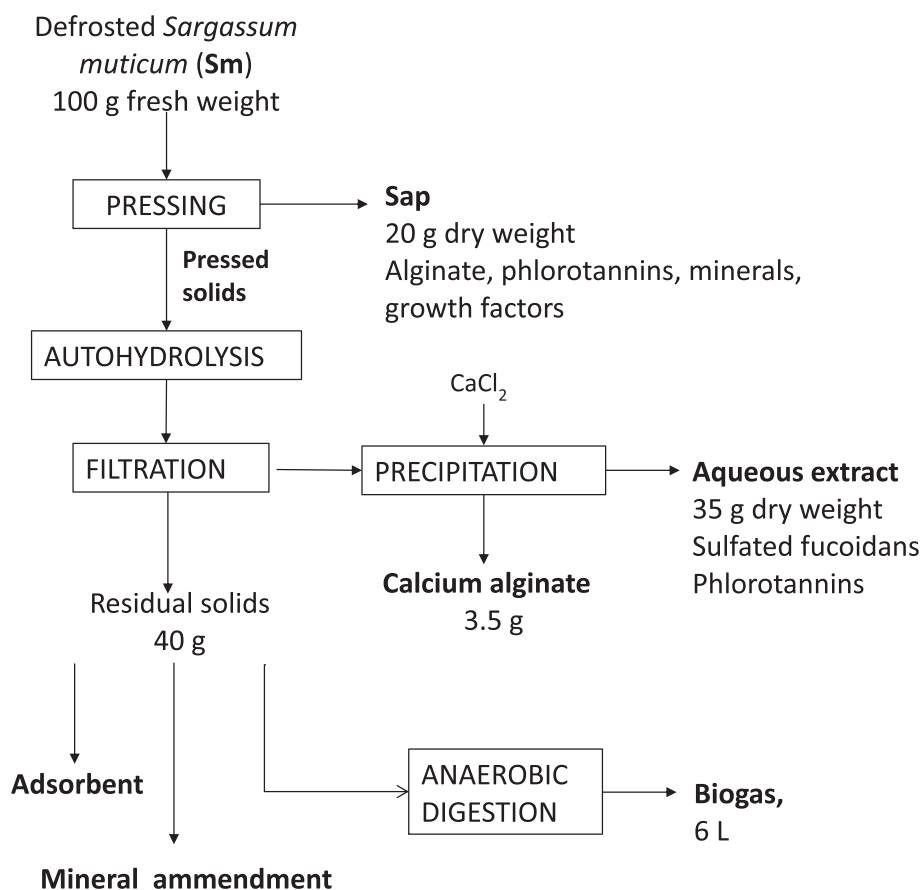 Defrosted Sargassum
muticum (Sm)
100 g fresh weight
PRESSING
Sap
20 g dry weight
Alginate, phlorotannins, minerals,
growth factors
Pressed
solids
AUTOHYDROLYSIS
CaCl₂
FILTRATION
PRECIPITATION
Aqueous extract
35 g dry weight
Sulfated fucoidans
Phlorotannins
Calcium alginate
3.5 g
Residual solids
40 g
Adsorbent
ANAEROBIC
DIGESTION
Biogas,
6 L
Mineral ammendment